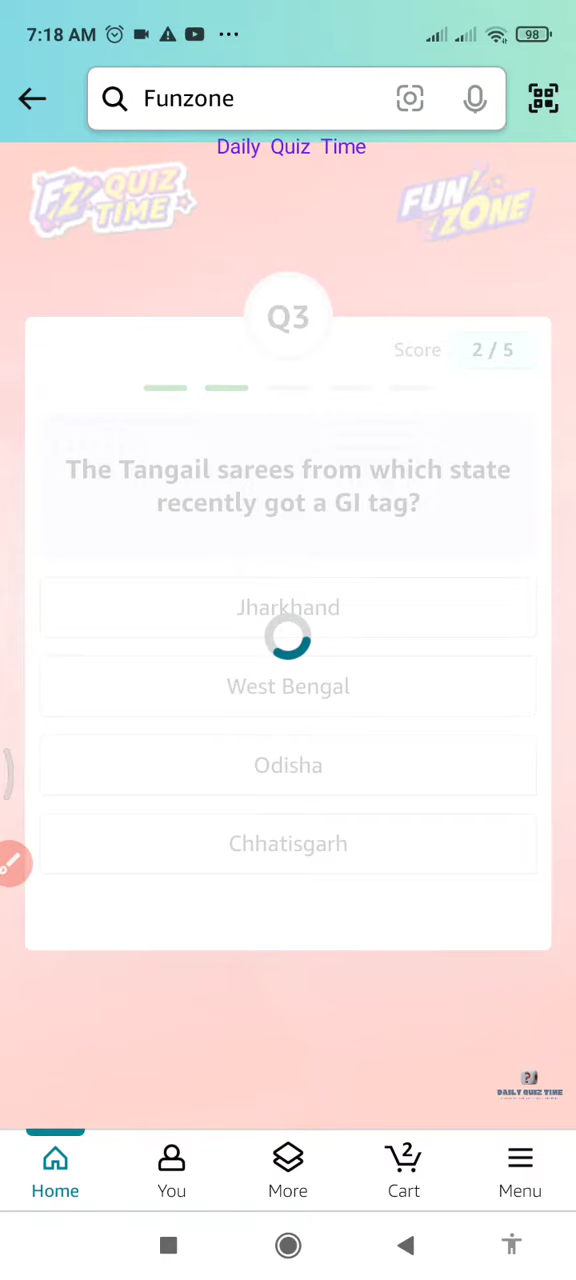 7:18 AM
98
Funzone
Daily Quiz Time
FZ QUIZ TIME
FUN ZONE
Q3
Score 2 / 5
The Tangail sarees from which state
recently got a GI tag?
Jharkhand
West Bengal
Odisha
Chhatisgarh
?
DAILY QUIZ TIME
2
Home You More Cart Menu